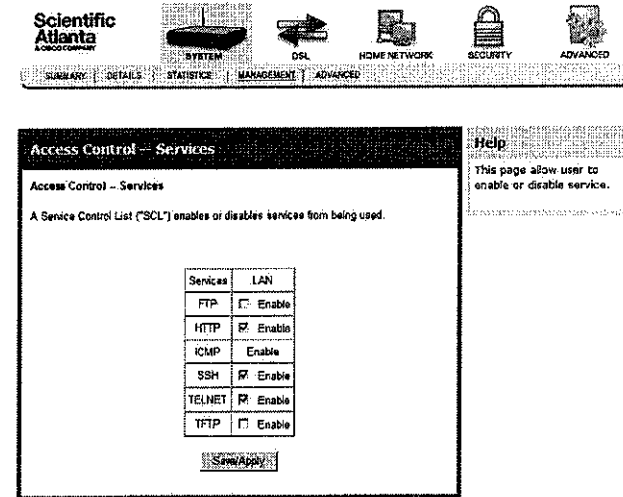 Scientific
Atlanta
A CISCO COMPANY
SYSTEM
DSL
HOME NETWORK
SECURITY
ADVANCED
SUMMARY DETAILS STATISTICS MANAGEMENT ADVANCED
Access Control -- Services
Access Control -- Services
A Service Control List ("SCL") enables or disables services from being used.
Services LAN
FTP Enable
HTTP Enable
ICMP Enable
SSH Enable
TELNET Enable
TFTP Enable
Save/Apply
Help
This page allow user to
enable or disable service.